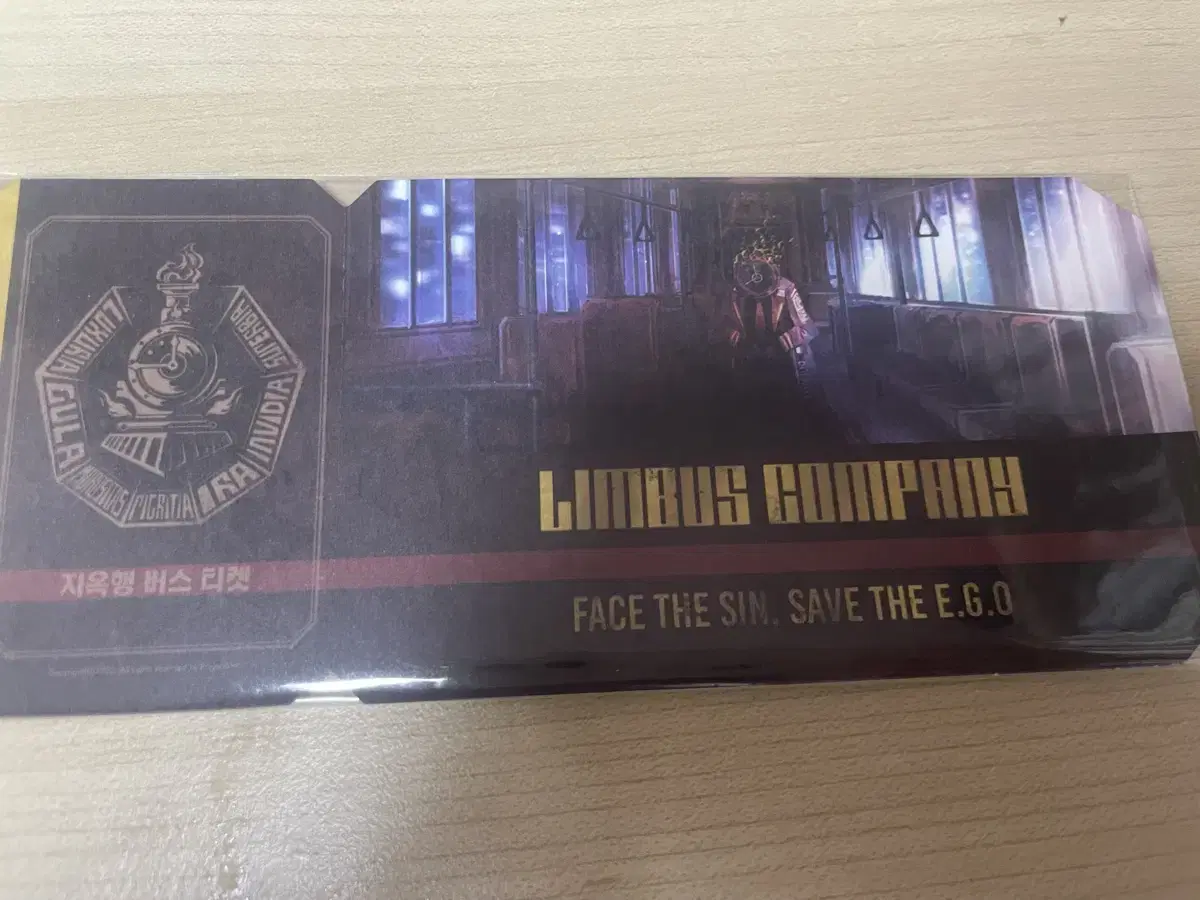 LUXURIA
SUPERBIA
GULA
INVIDIA
MOROSITAS
PIGRITIA
IRA
지옥행 버스 티켓
LIMBUS COMPANY
FACE THE SIN, SAVE THE E.G.O